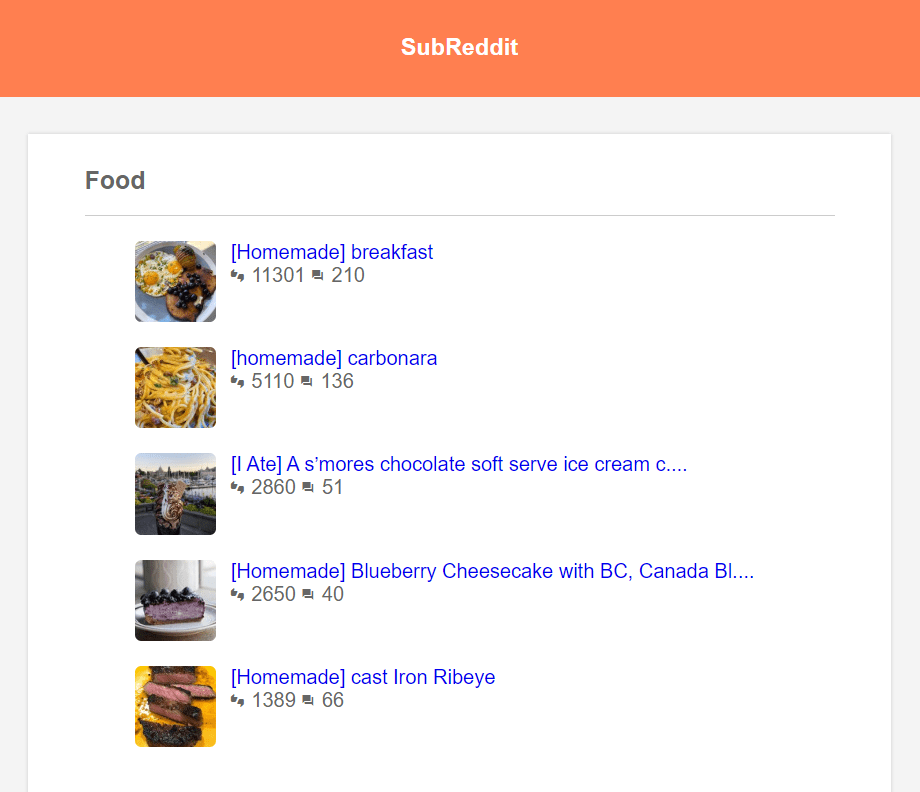 SubReddit
Food
[Homemade] breakfast
11301 210
[homemade] carbonara
5110 136
[I Ate] A s’mores chocolate soft serve ice cream c....
2860 51
[Homemade] Blueberry Cheesecake with BC, Canada Bl....
2650 40
[Homemade] cast Iron Ribeye
1389 66